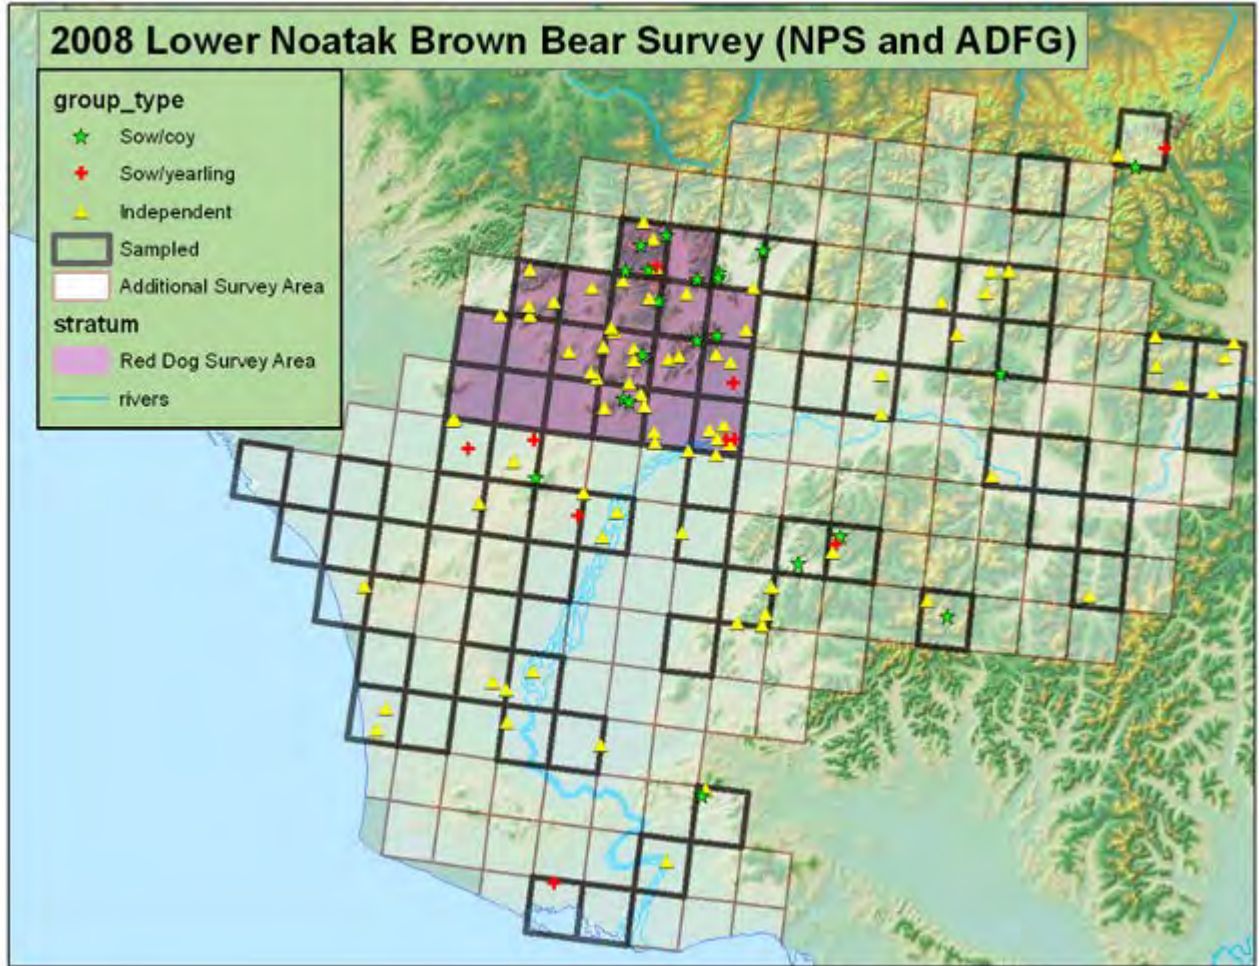 2008 Lower Noatak Brown Bear Survey (NPS and ADFG)
group_type
Sow/coy
Sow/yearling
Independent
Sampled
Additional Survey Area
stratum
Red Dog Survey Area
rivers